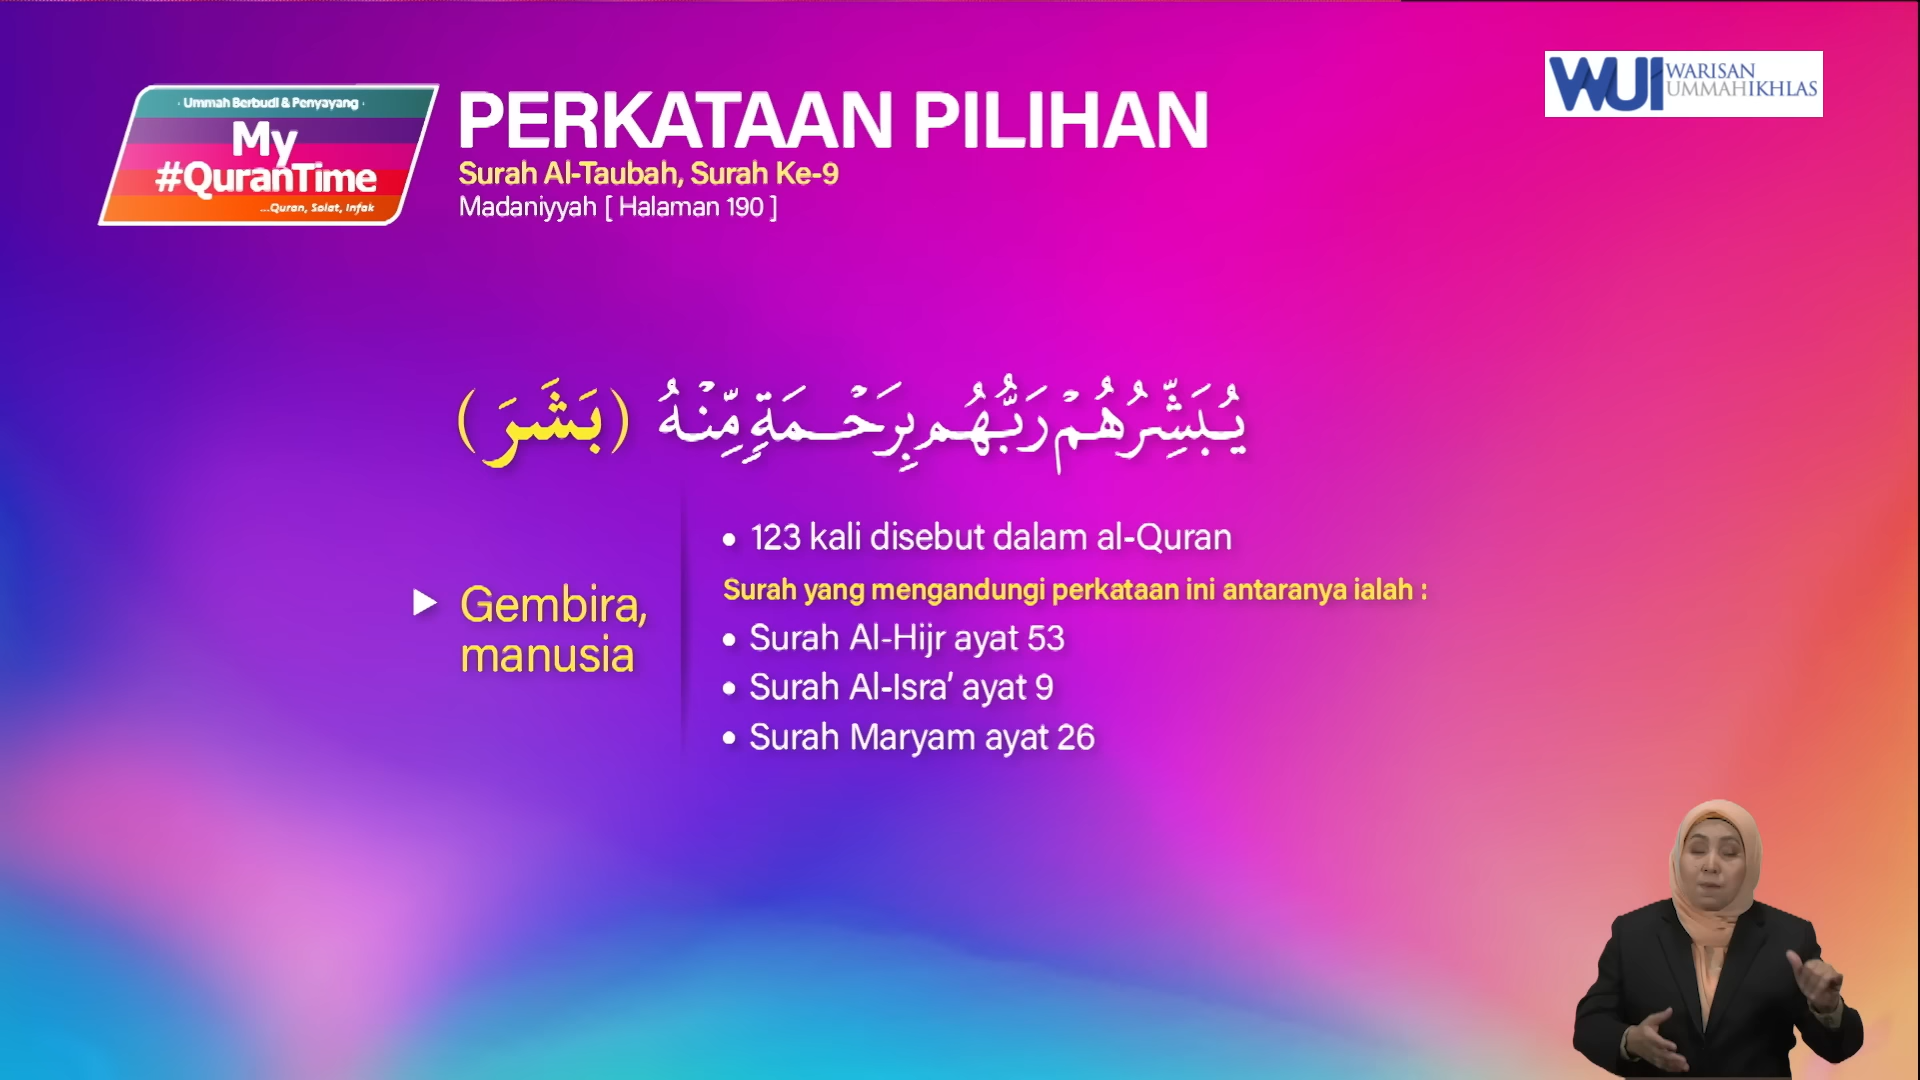 · Ummah Berbudi & Penyayang ·
My
#QuranTime
...Quran, Solat, Infak
PERKATAAN PILIHAN
Surah Al-Taubah, Surah Ke-9
Madaniyyah [ Halaman 190 ]
WUI WARISAN
UMMAHIKHLAS
يُبَشِّرُهُمْ رَبُّهُم بِرَحْمَةٍ مِّنْهُ (بَشَرَ)
Gembira,
manusia
• 123 kali disebut dalam al-Quran
Surah yang mengandungi perkataan ini antaranya ialah :
• Surah Al-Hijr ayat 53
• Surah Al-Isra’ ayat 9
• Surah Maryam ayat 26